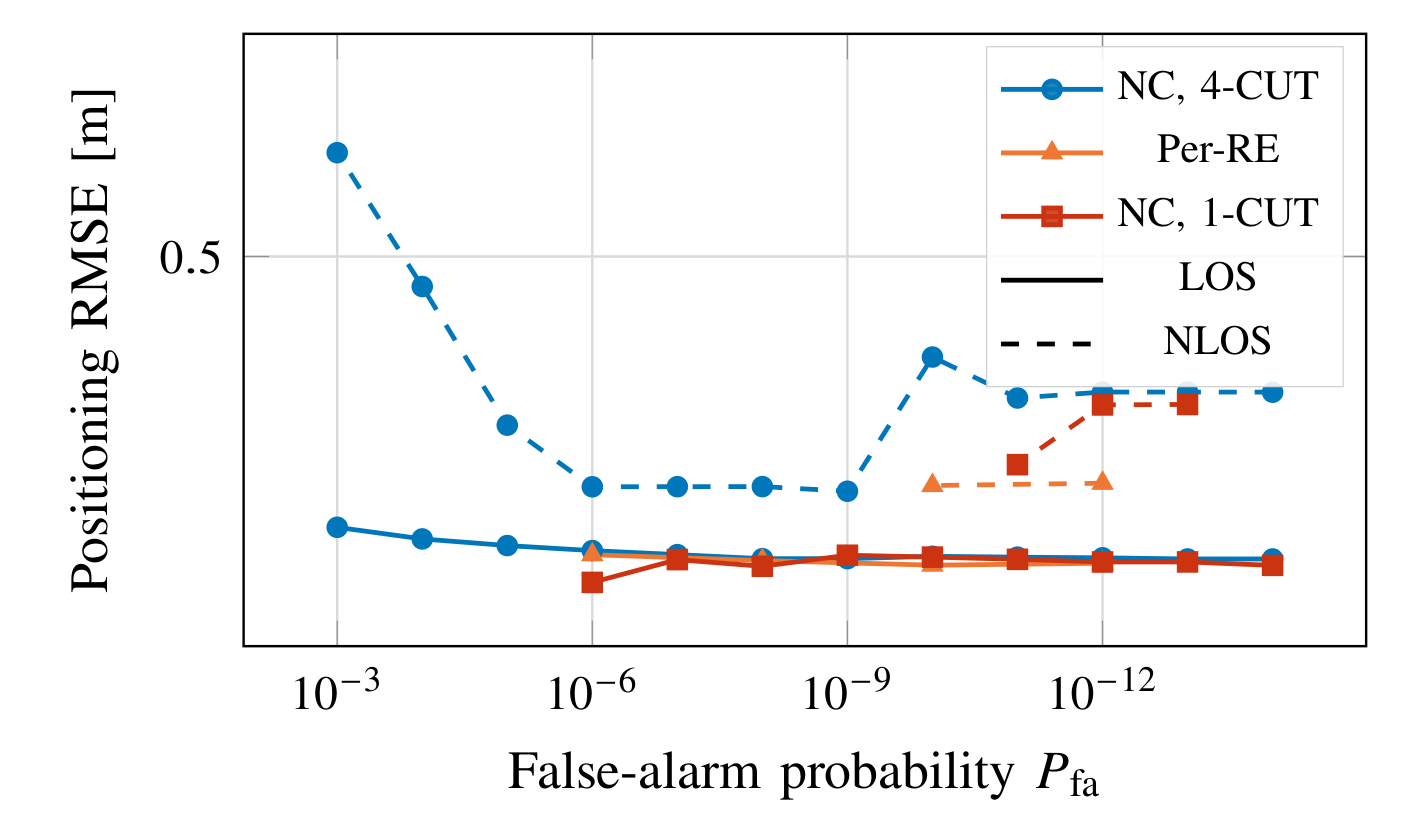 Positioning RMSE [m]
0.5
NC, 4-CUT
Per-RE
NC, 1-CUT
LOS
NLOS
10⁻³ 10⁻⁶ 10⁻⁹ 10⁻¹²
False-alarm probability P_fa